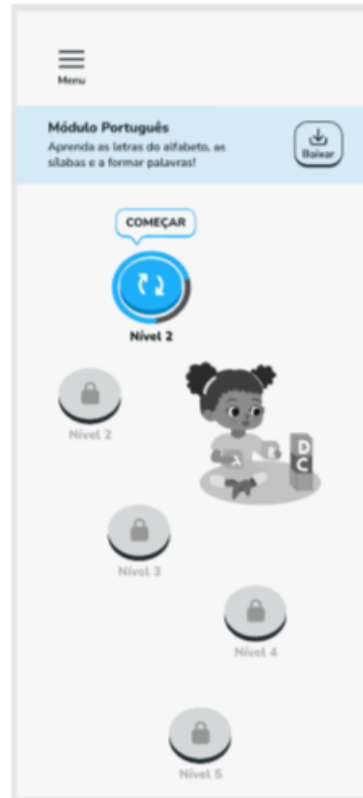 Menu
Módulo Português
Aprenda as letras do alfabeto, as
sílabas e a formar palavras!
Baixar
COMEÇAR
Nível 2
Nível 2
A
B
D
C
Nível 3
Nível 4
Nível 5